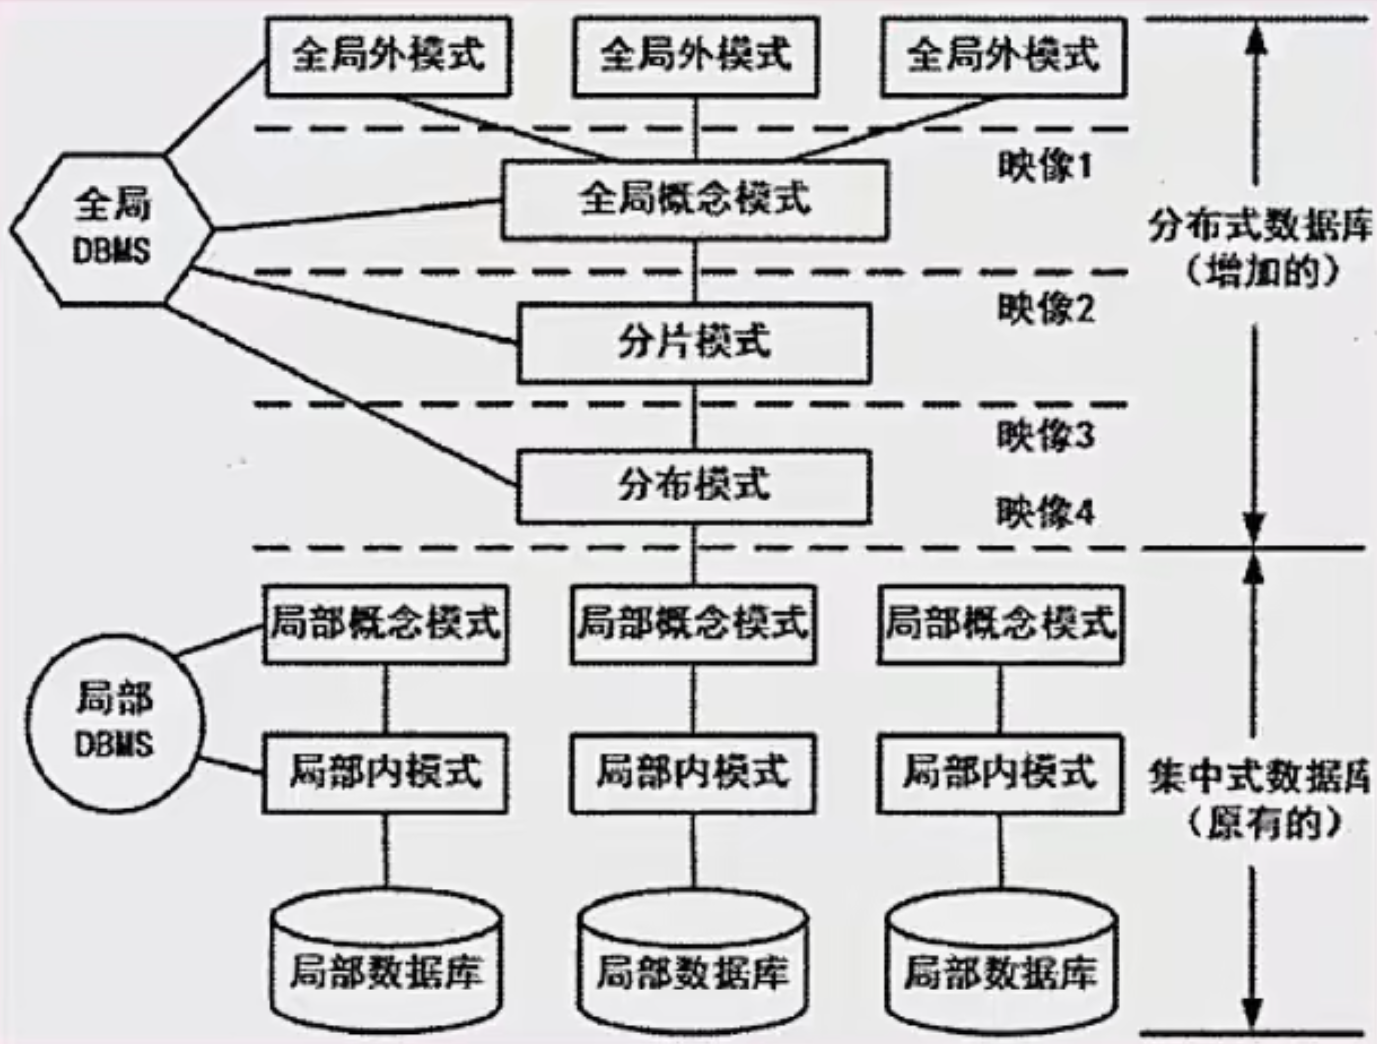 全局外模式 全局外模式 全局外模式
映像1
全局
DBMS
全局概念模式
分布式数据库
（增加的）
映像2
分片模式
映像3
分布模式
映像4
局部概念模式 局部概念模式 局部概念模式
局部
DBMS
局部内模式 局部内模式 局部内模式
集中式数据库
（原有的）
局部数据库 局部数据库 局部数据库